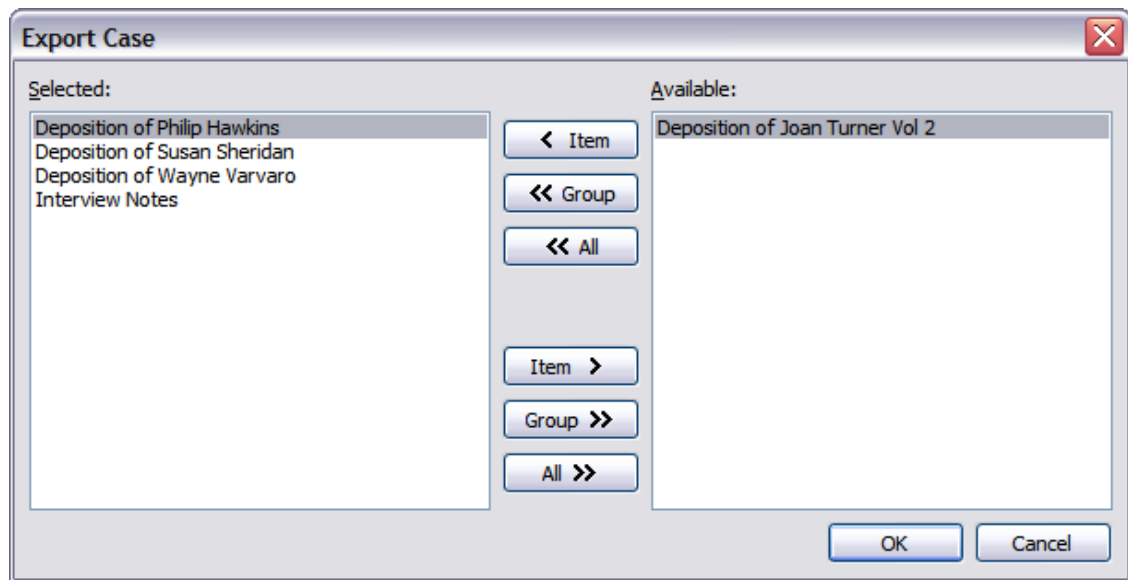 Export Case
Selected:
Available:
Deposition of Philip Hawkins
Deposition of Susan Sheridan
Deposition of Wayne Varvaro
Interview Notes
< Item
<< Group
<< All
Item >
Group >>
All >>
Deposition of Joan Turner Vol 2
OK
Cancel